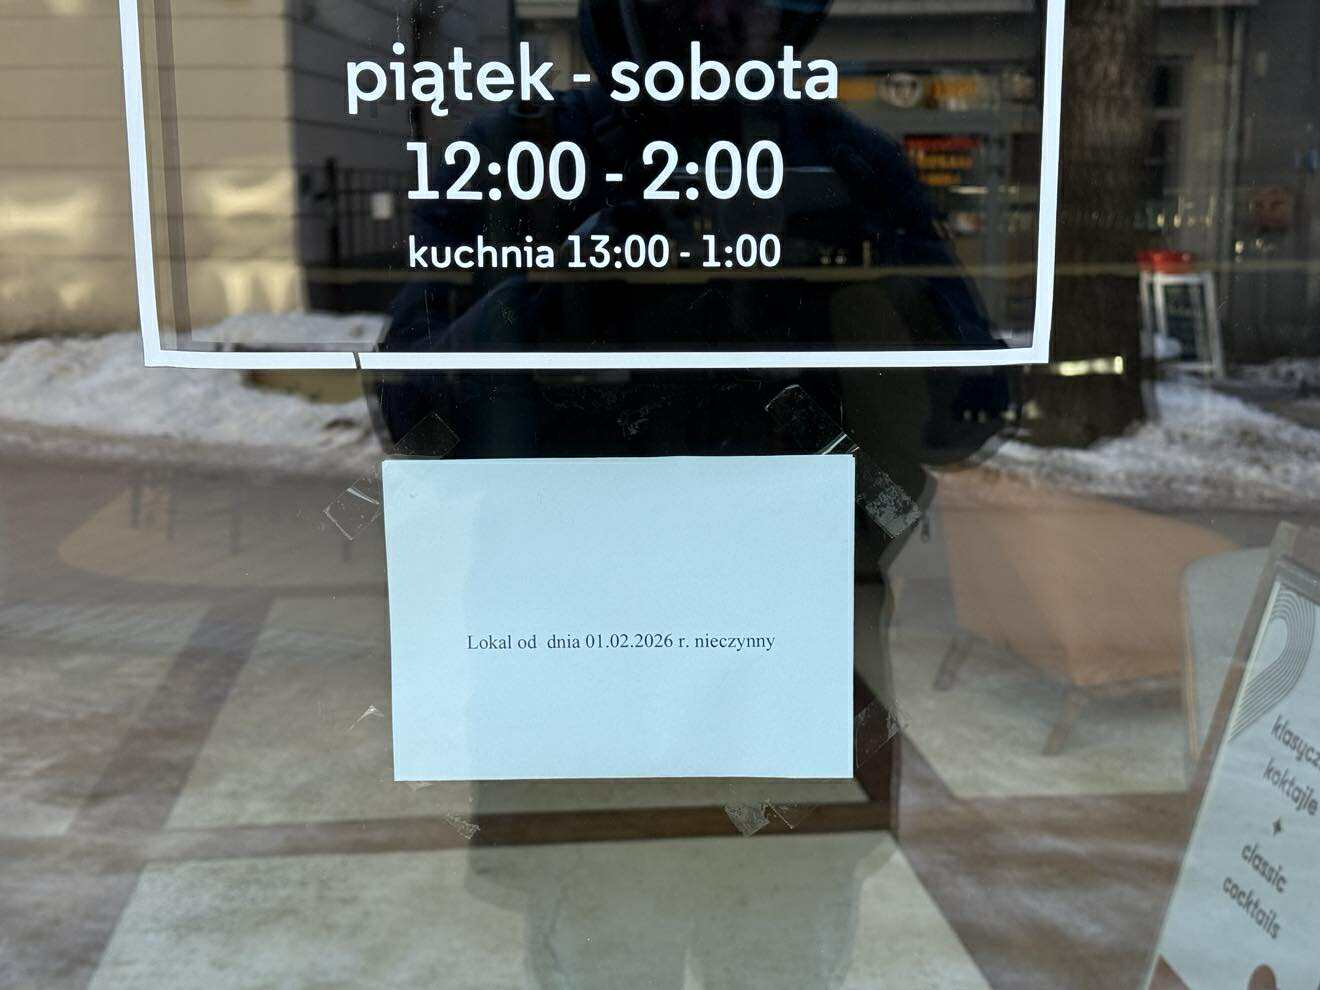 piątek - sobota
12:00 - 2:00
kuchnia 13:00 - 1:00
Lokal od  dnia 01.02.2026 r. nieczynny
koktajle
classic
cocktails